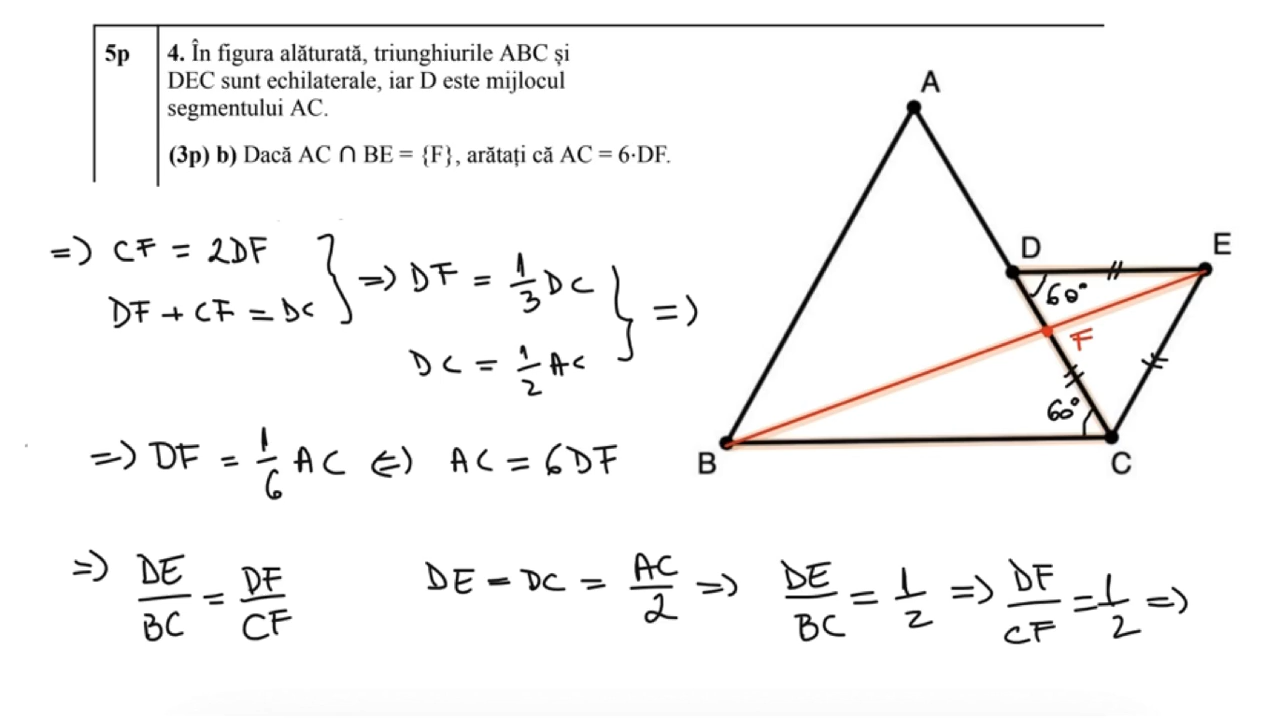 5p
4. În figura alăturată, triunghiurile ABC și
DEC sunt echilaterale, iar D este mijlocul
segmentului AC.
(3p) b) Dacă AC ∩ BE = {F}, arătați că AC = 6·DF.
=> CF = 2DF
DF + CF = DC
} => DF = 1/3 DC
DC = 1/2 AC
} =>
=> DF = 1/6 AC <=> AC = 6DF
=> DE/BC = DF/CF
DE = DC = AC/2 => DE/BC = 1/2 => DF/CF = 1/2 =>
A
D
E
60°
F
60°
B
C